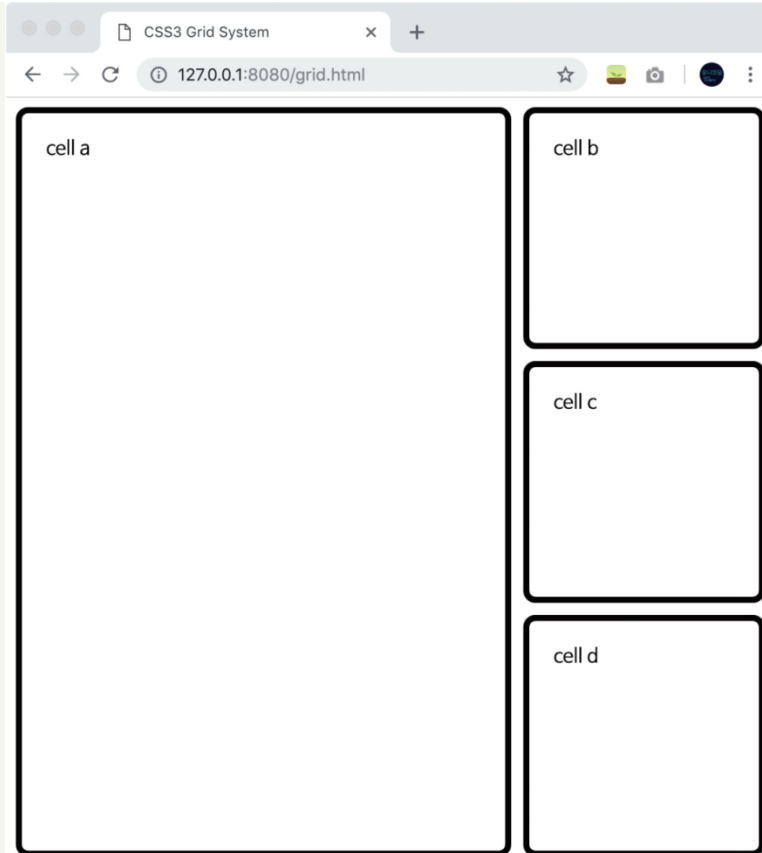 CSS3 Grid System
127.0.0.1:8080/grid.html
cell a
cell b
cell c
cell d